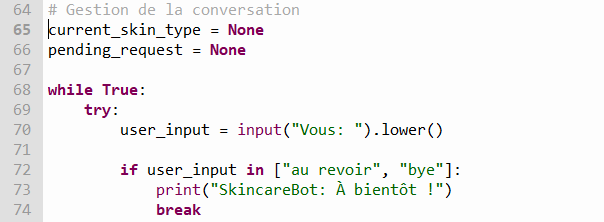 64 # Gestion de la conversation
65 current_skin_type = None
66 pending_request = None
67
68 while True:
69     try:
70         user_input = input("Vous: ").lower()
71
72         if user_input in ["au revoir", "bye"]:
73             print("SkincareBot: À bientôt !")
74             break